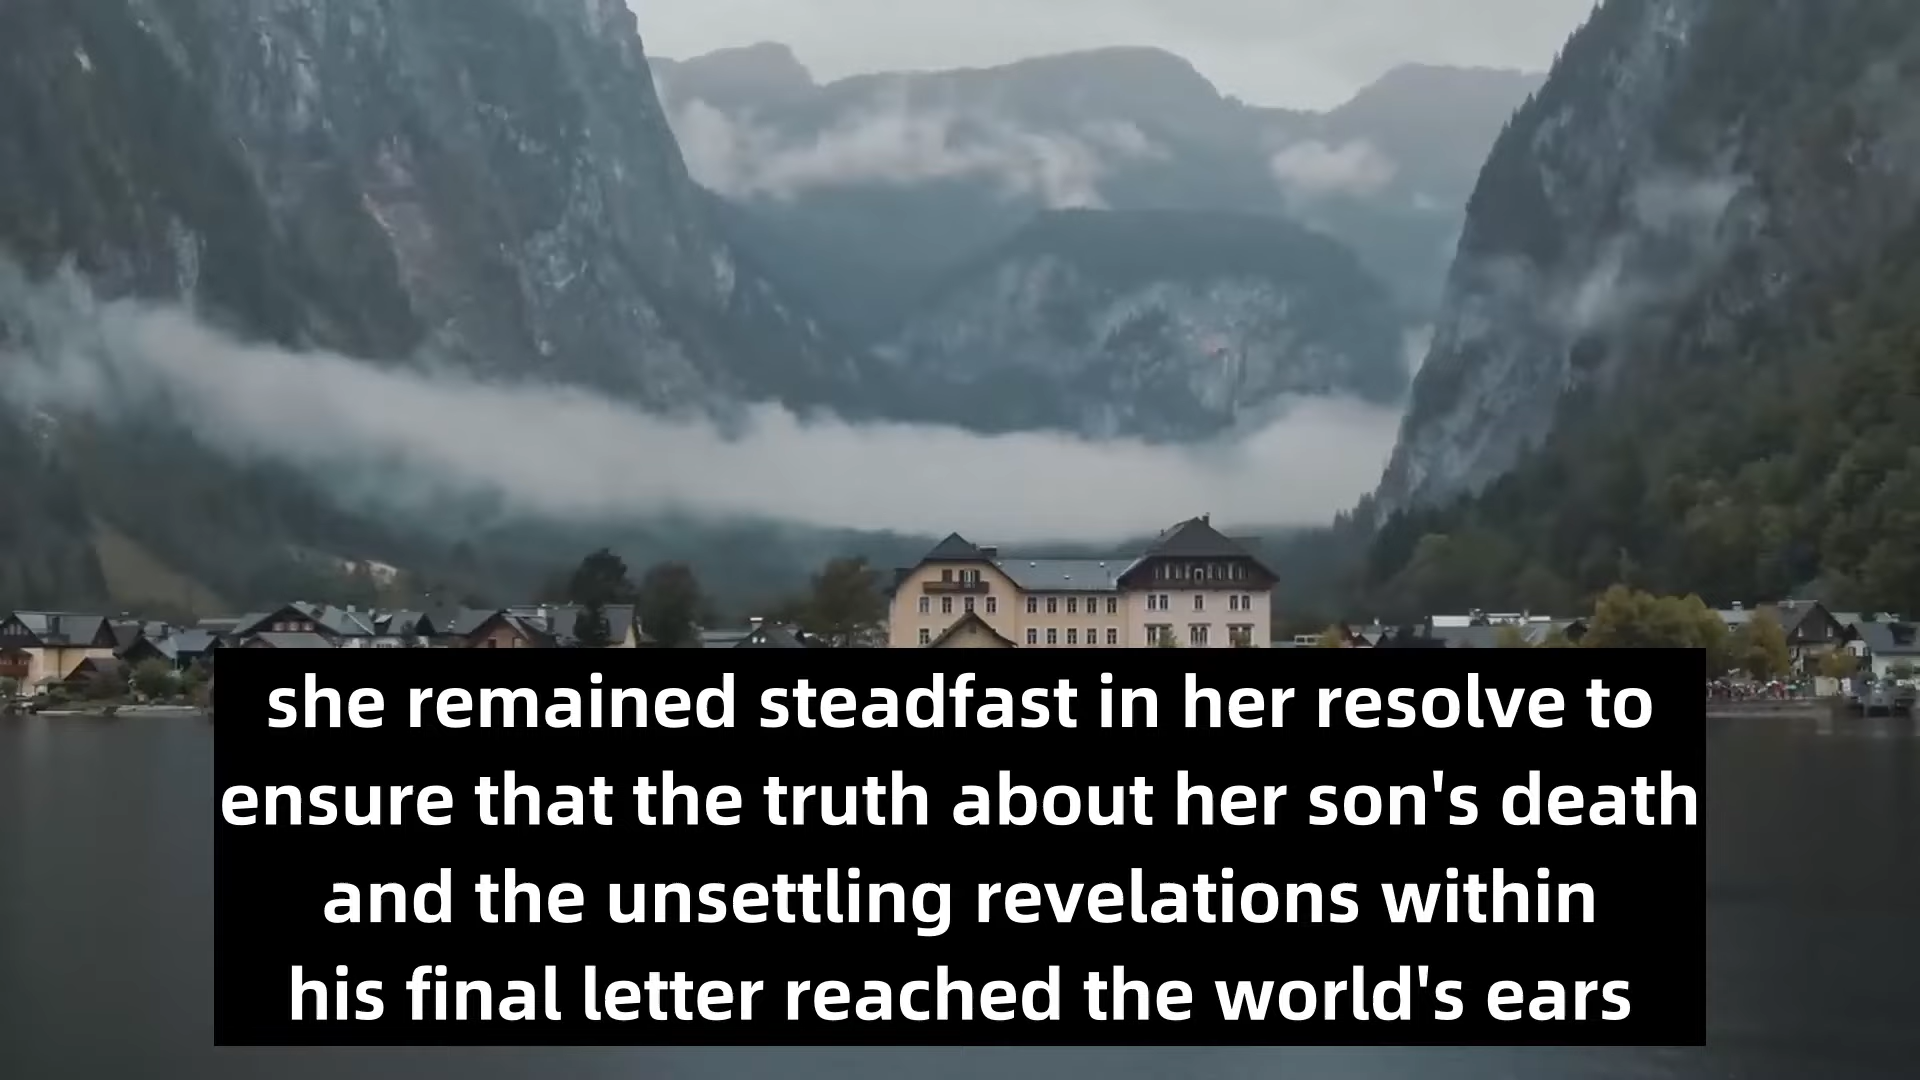 she remained steadfast in her resolve to
ensure that the truth about her son's death
and the unsettling revelations within
his final letter reached the world's ears